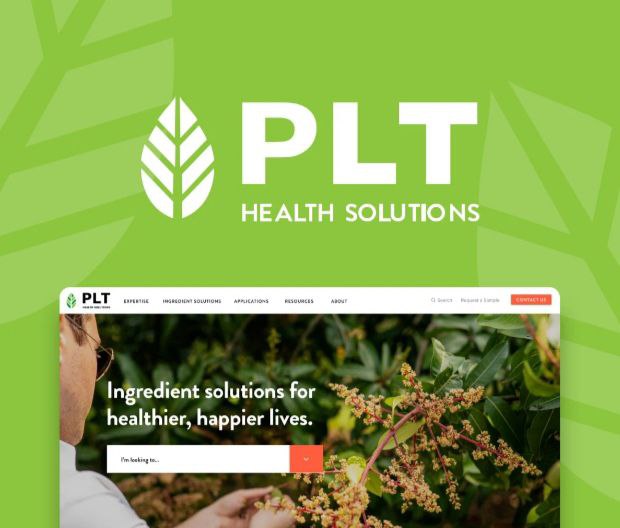 PLT
HEALTH SOLUTIONS
PLT
HEALTH SOLUTIONS
EXPERTISE INGREDIENT SOLUTIONS APPLICATIONS RESOURCES ABOUT Search Request a Sample CONTACT US
Ingredient solutions for
healthier, happier lives.
I'm looking to...